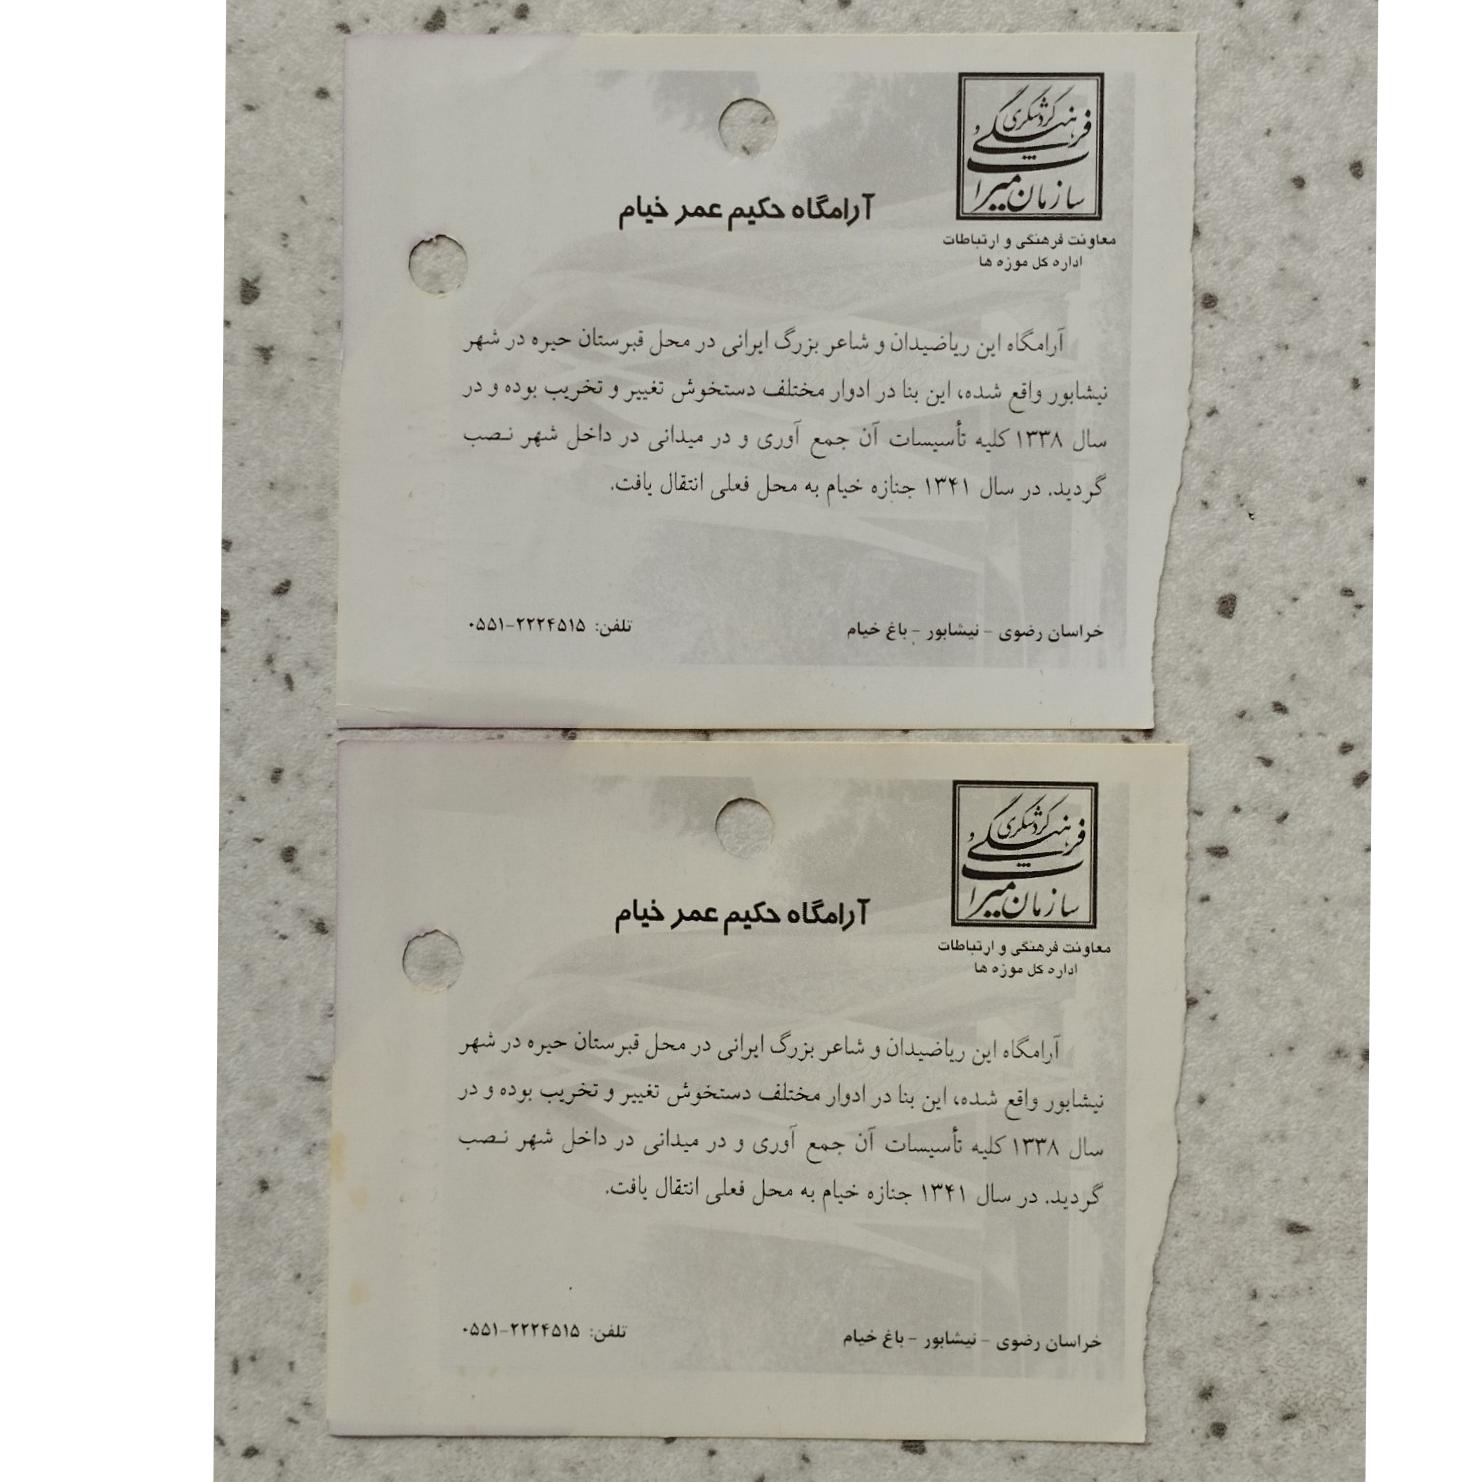 سازمان میراث فرهنگی و گردشگری
معاونت فرهنگی و ارتباطات
اداره کل موزه ها
آرامگاه حکیم عمر خیام
آرامگاه این ریاضیدان و شاعر بزرگ ایرانی در محل قبرستان حیره در شهر
نیشابور واقع شده، این بنا در ادوار مختلف دستخوش تغییر و تخریب بوده و در
سال ۱۳۳۸ کلیه تأسیسات آن جمع آوری و در میدانی در داخل شهر نـصب
گردید. در سال ۱۳۴۱ جنازه خیام به محل فعلی انتقال یافت.
خراسان رضوی - نیشابور - باغ خیام
تلفن: ۲۲۲۴۵۱۵-۰۵۵۱
سازمان میراث فرهنگی و گردشگری
معاونت فرهنگی و ارتباطات
اداره کل موزه ها
آرامگاه حکیم عمر خیام
آرامگاه این ریاضیدان و شاعر بزرگ ایرانی در محل قبرستان حیره در شهر
نیشابور واقع شده، این بنا در ادوار مختلف دستخوش تغییر و تخریب بوده و در
سال ۱۳۳۸ کلیه تأسیسات آن جمع آوری و در میدانی در داخل شهر نـصب
گردید. در سال ۱۳۴۱ جنازه خیام به محل فعلی انتقال یافت.
خراسان رضوی - نیشابور - باغ خیام
تلفن: ۲۲۲۴۵۱۵-۰۵۵۱